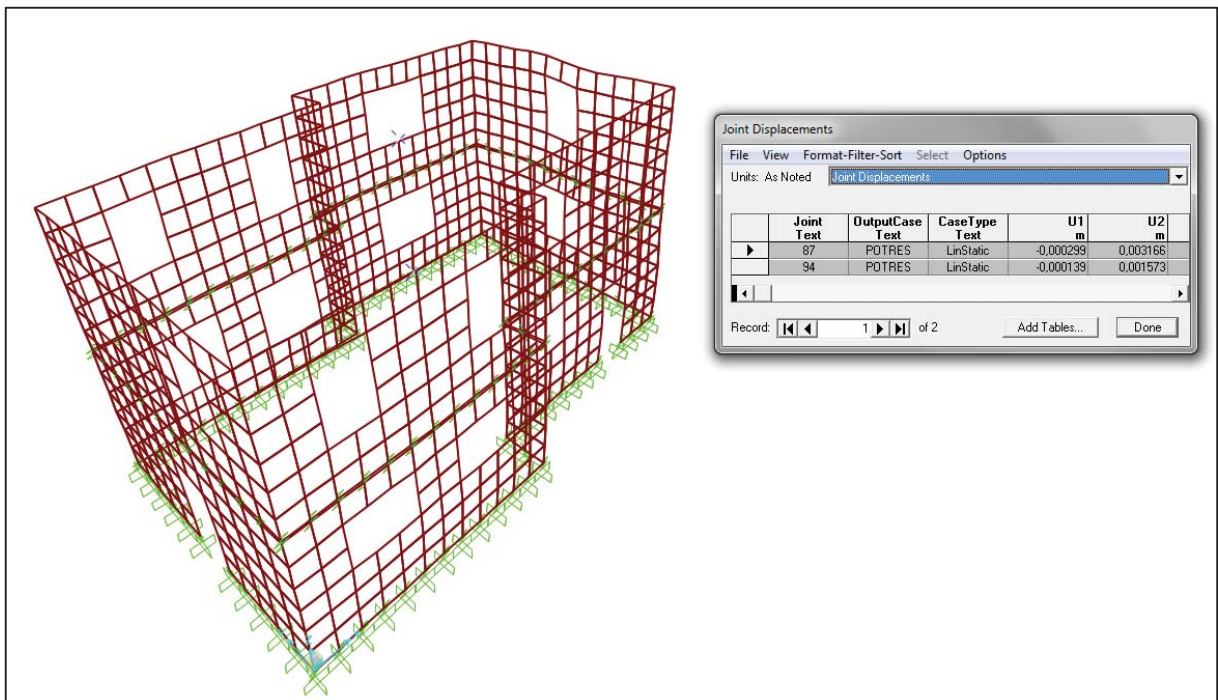 Joint Displacements
File View Format-Filter-Sort Select Options
Units: As Noted Joint Displacements
Joint OutputCase CaseType U1 U2
Text Text Text m m
87 POTRES LinStatic -0,000299 0,003166
94 POTRES LinStatic -0,000139 0,001573
Record: 1 of 2 Add Tables... Done